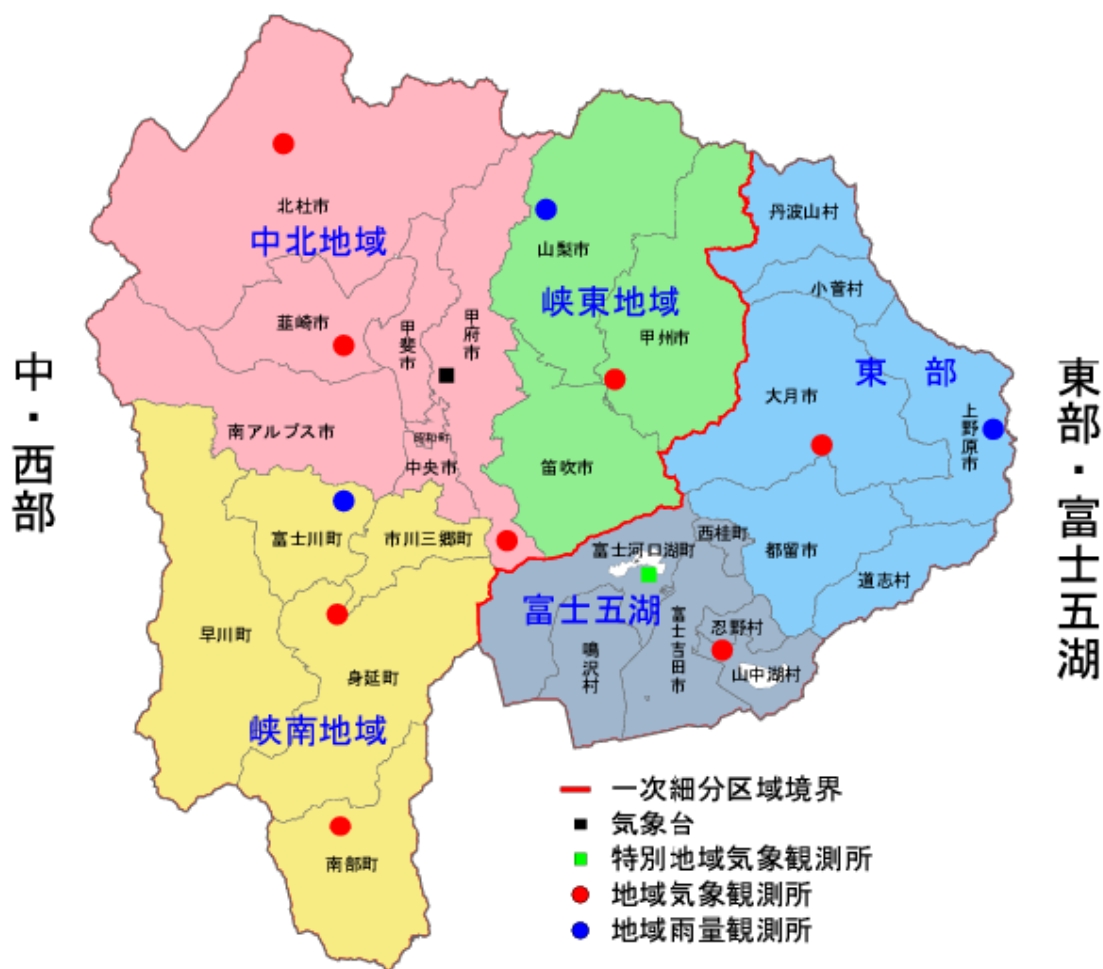 北杜市
中北地域
韮崎市
甲斐市
甲府市
南アルプス市
昭和町
中央市
山梨市
峡東地域
甲州市
笛吹市
丹波山村
小菅村
東 部
大月市
上野原市
都留市
道志村
中・西部
東部・富士五湖
富士川町
市川三郷町
早川町
身延町
峡南地域
南部町
富士河口湖町
西桂町
富士五湖
鳴沢村
富士吉田市
忍野村
山中湖村
一次細分区域境界
気象台
特別地域気象観測所
地域気象観測所
地域雨量観測所